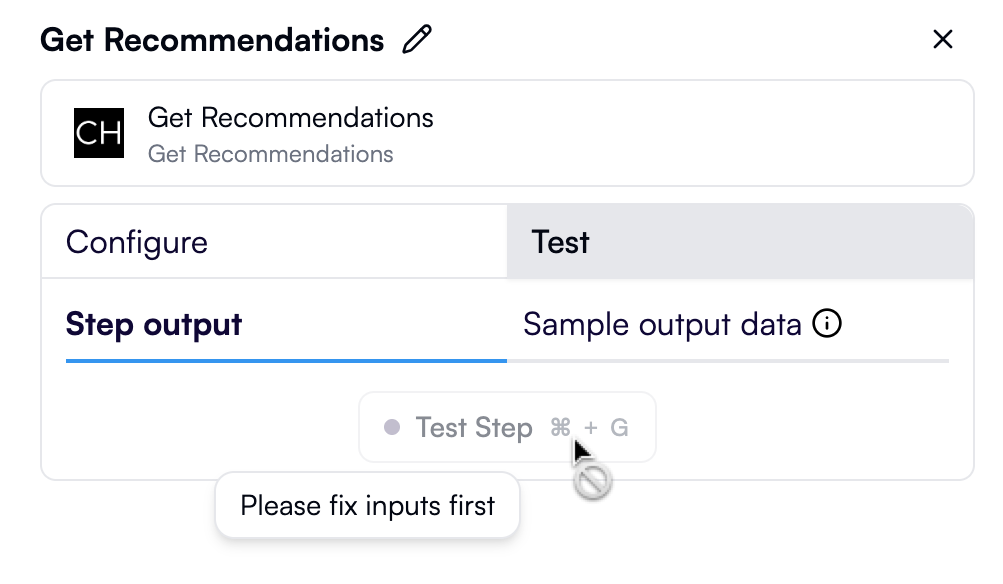 Get Recommendations
CH
Get Recommendations
Get Recommendations
Configure
Test
Step output
Sample output data
Test Step ⌘ + G
Please fix inputs first